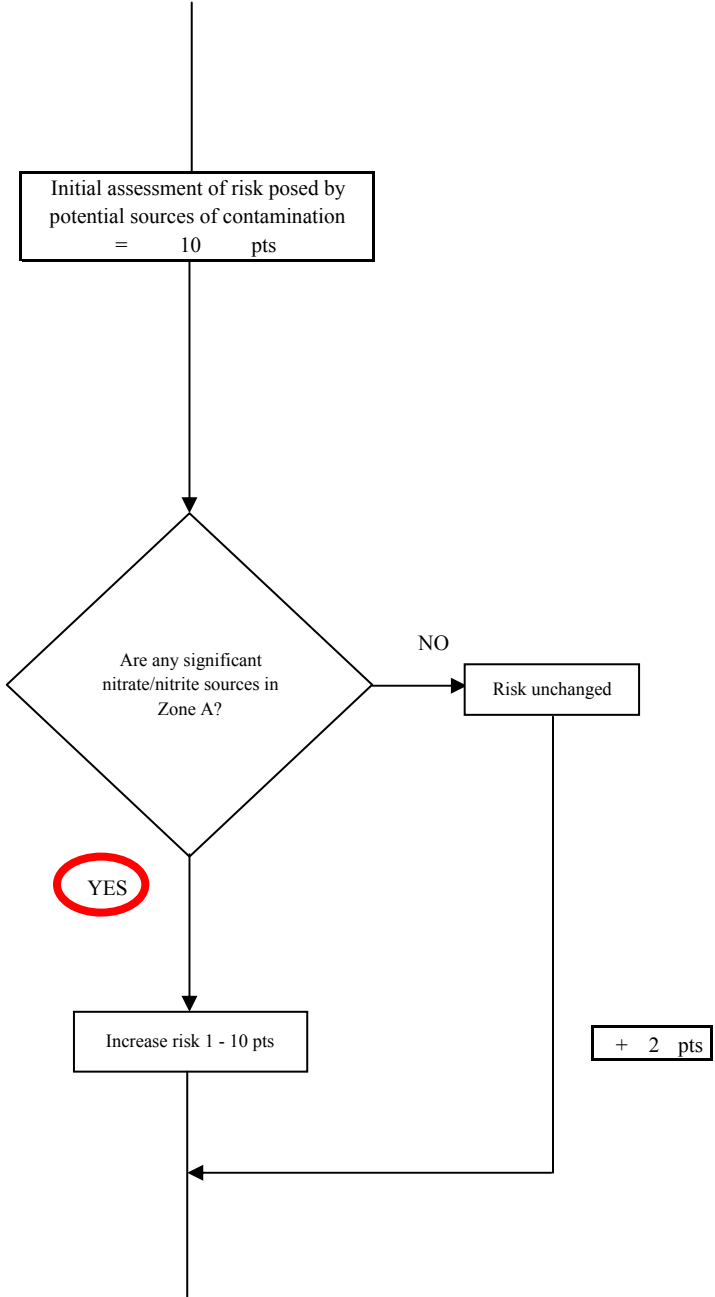 Initial assessment of risk posed by
potential sources of contamination
= 10 pts
Are any significant
nitrate/nitrite sources in
Zone A?
NO
Risk unchanged
YES
Increase risk 1 - 10 pts
+ 2 pts